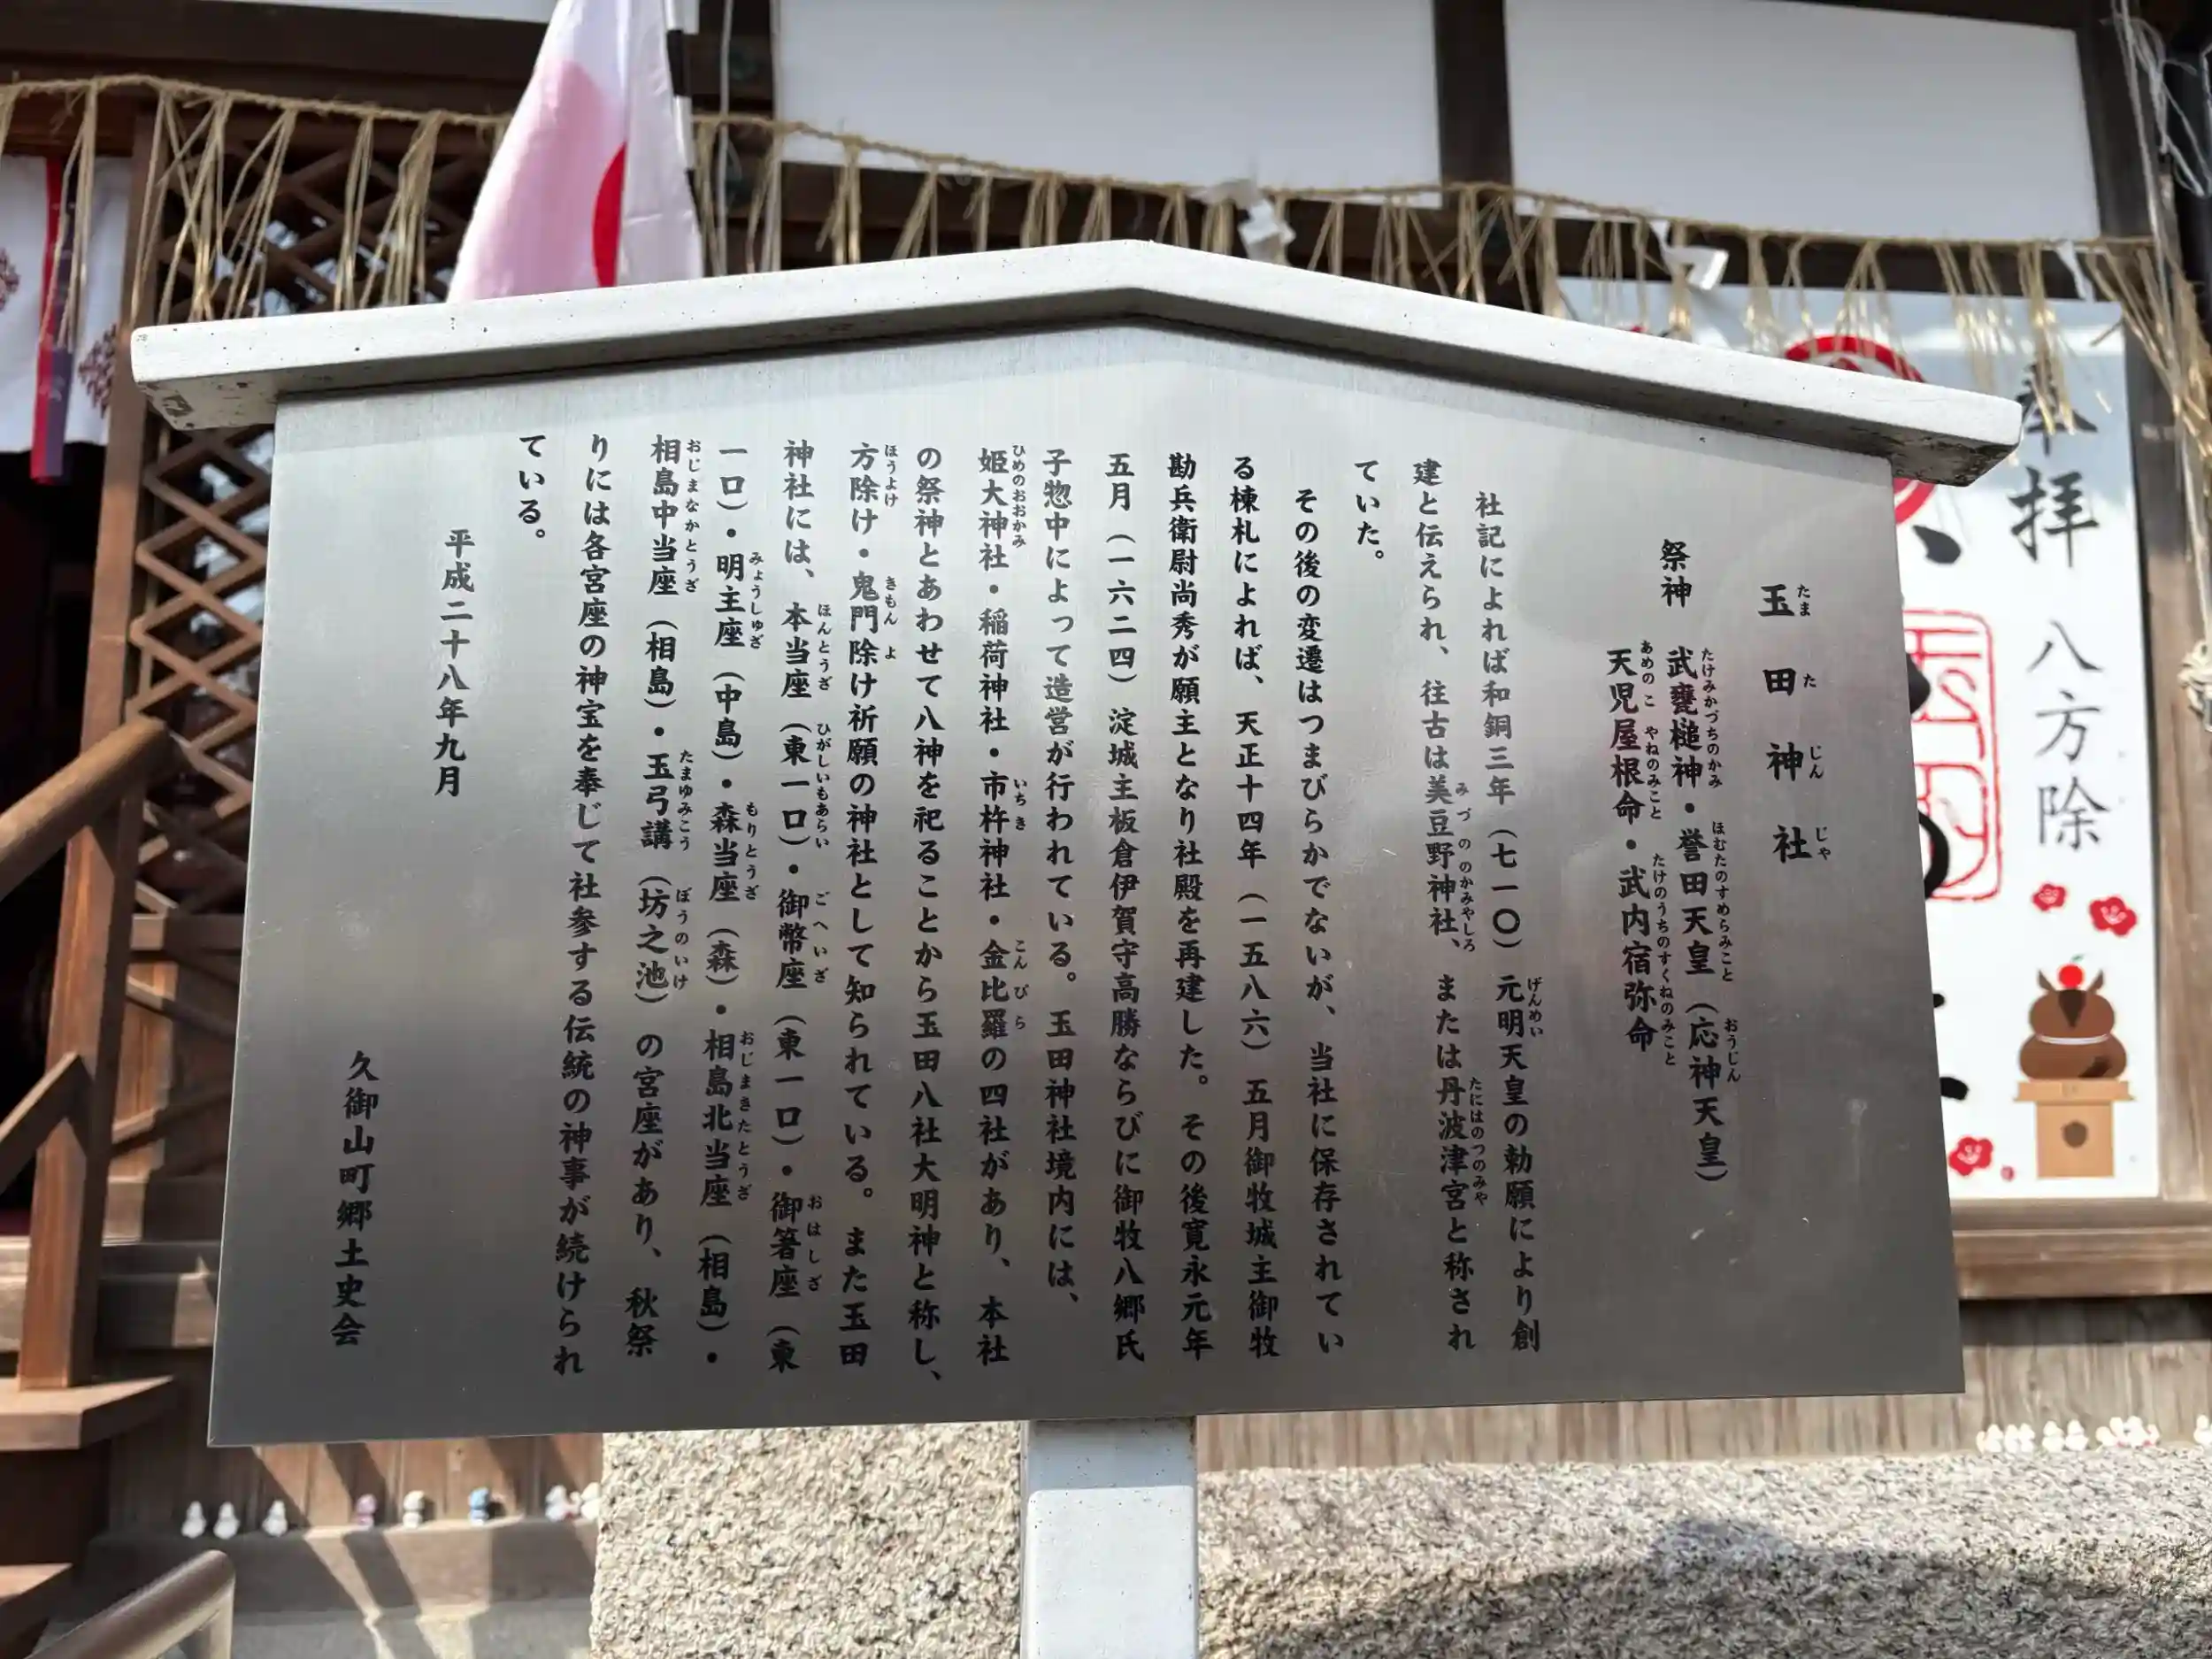 玉田神社
祭神 武甕槌神・誉田天皇（応神天皇）
天児屋根命・武内宿弥命
社記によれば和銅三年（七一〇）元明天皇の勅願により創
建と伝えられ、往古は美豆野神社、または丹波津宮と称され
ていた。
その後の変遷はつまびらかでないが、当社に保存されてい
る棟札によれば、天正十四年（一五八六）五月御牧城主御牧
勘兵衛尉尚秀が願主となり社殿を再建した。その後寛永元年
五月（一六二四）淀城主板倉伊賀守高勝ならびに御牧八郷氏
子惣中によって造営が行われている。玉田神社境内には、
姫大神社・稲荷神社・市杵神社・金比羅の四社があり、本社
の祭神とあわせて八神を祀ることから玉田八社大明神と称し、
方除け・鬼門除け祈願の神社として知られている。また玉田
神社には、本当座（東一口）・御幣座（東一口）・御箸座（東
一口）・明主座（中島）・森当座（森）・相島北当座（相島）・
相島中当座（相島）・玉弓講（坊之池）の宮座があり、秋祭
りには各宮座の神宝を奉じて社参する伝統の神事が続けられ
ている。
平成二十八年九月
久御山町郷土史会
奉拝 八方除